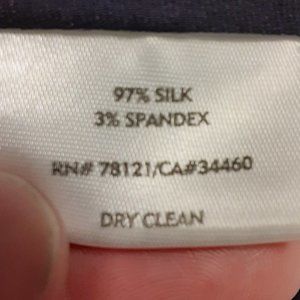 97% SILK
3% SPANDEX
RN# 78121/CA#34460
DRY CLEAN